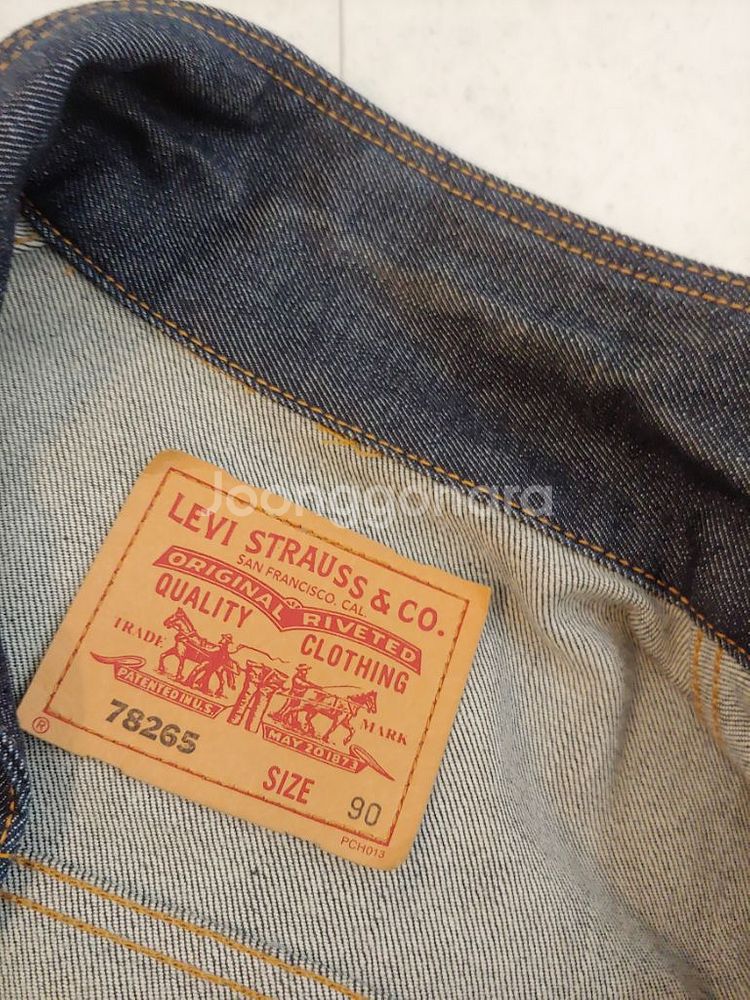 Joonggonara
LEVI STRAUSS & CO.
SAN FRANCISCO, CAL.
ORIGINAL RIVETED
QUALITY CLOTHING
TRADE MARK
PATENTED IN U.S. MAY 20 1873
78265
SIZE 90
®
PCH013